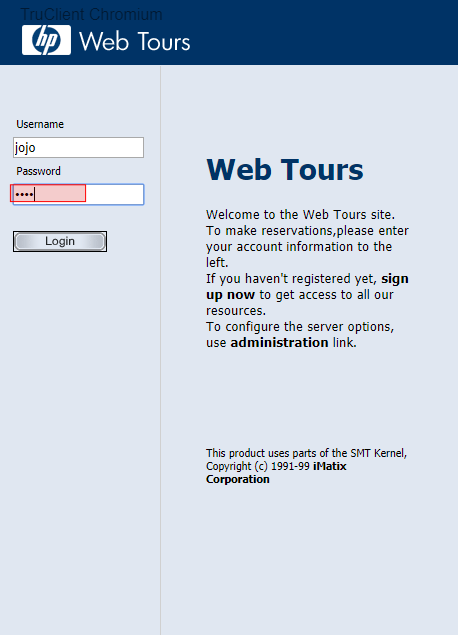 TruClient Chromium
hp Web Tours
Username
jojo
Password
••••
Login
Web Tours
Welcome to the Web Tours site.
To make reservations,please enter
your account information to the
left.
If you haven't registered yet, sign
up now to get access to all our
resources.
To configure the server options,
use administration link.
This product uses parts of the SMT Kernel,
Copyright (c) 1991-99 iMatix
Corporation